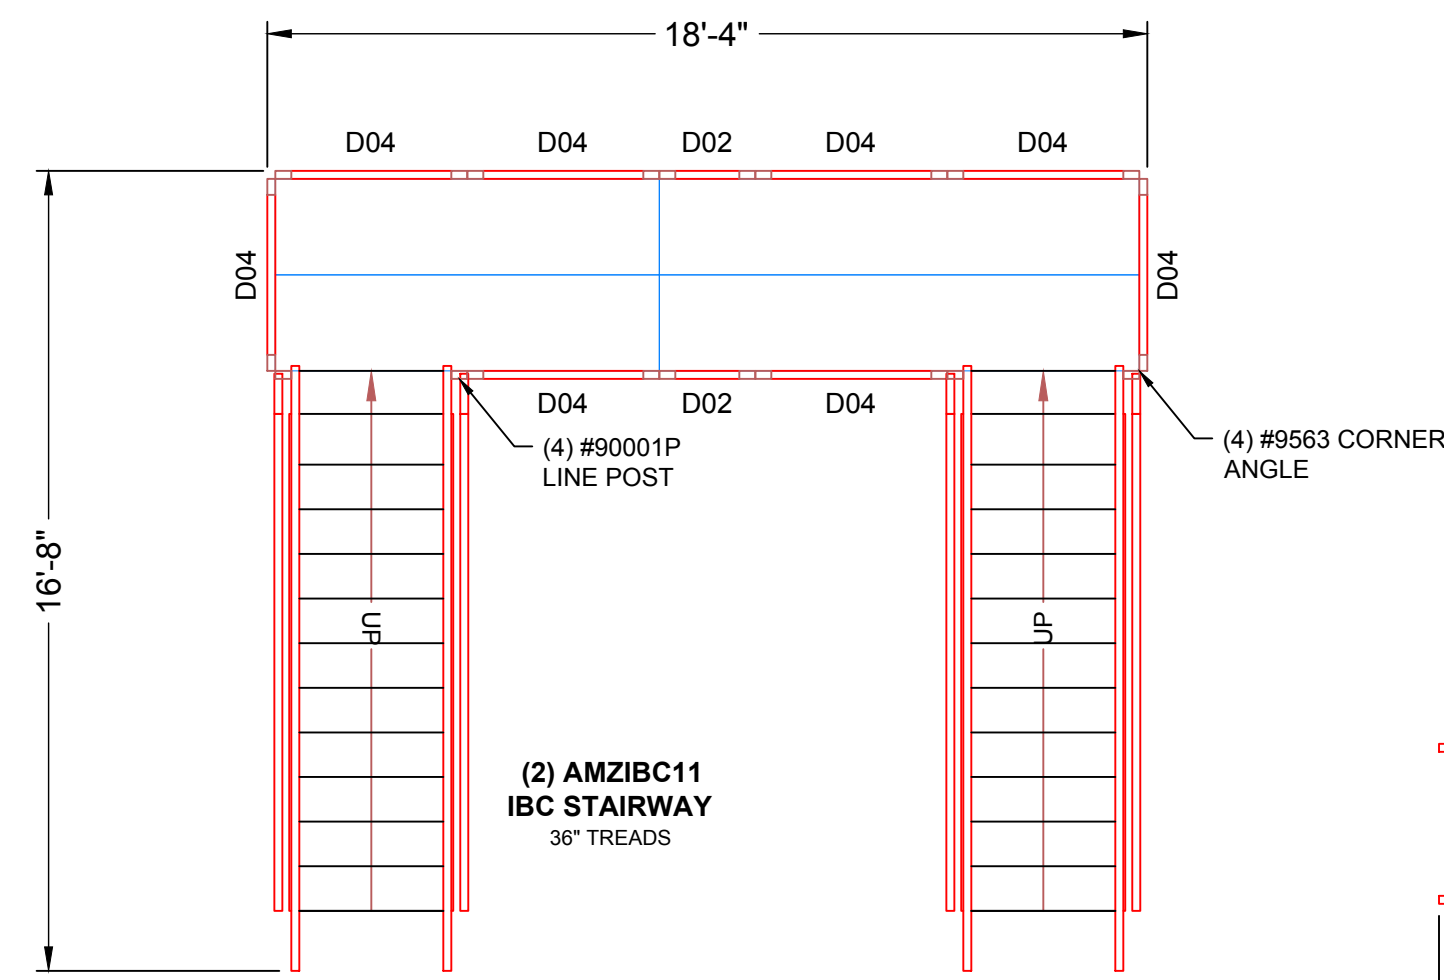 18'-4"
D04 D04 D02 D04 D04
D04
D04
D04 D02 D04
(4) #90001P
LINE POST
(4) #9563 CORNER
ANGLE
16'-8"
UP
UP
(2) AMZIBC11
IBC STAIRWAY
36" TREADS